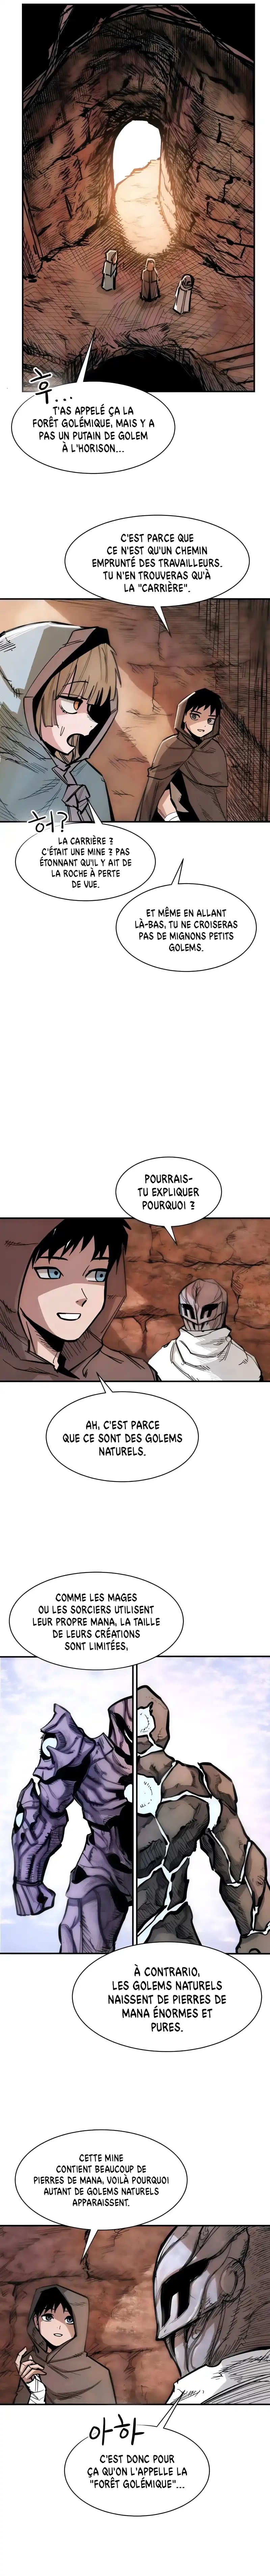 후...
T'AS APPELÉ ÇA LA
FORÊT GOLÉMIQUE, MAIS Y A
PAS UN PUTAIN DE GOLEM
À L'HORISON...
C'EST PARCE QUE
CE N'EST QU'UN CHEMIN
EMPRUNTÉ DES TRAVAILLEURS.
TU N'EN TROUVERAS QU'À
LA "CARRIÈRE".
허?
LA CARRIÈRE ?
C'ÉTAIT UNE MINE ? PAS
ÉTONNANT QU'IL Y AIT DE
LA ROCHE À PERTE
DE VUE.
ET MÊME EN ALLANT
LÀ-BAS, TU NE CROISERAS
PAS DE MIGNONS PETITS
GOLEMS.
POURRAIS-
TU EXPLIQUER
POURQUOI ?
AH, C'EST PARCE
QUE CE SONT DES GOLEMS
NATURELS.
COMME LES MAGES
OU LES SORCIERS UTILISENT
LEUR PROPRE MANA, LA TAILLE
DE LEURS CRÉATIONS
SONT LIMITÉES,
À CONTRARIO,
LES GOLEMS NATURELS
NAISSENT DE PIERRES DE
MANA ÉNORMES ET
PURES.
CETTE MINE
CONTIENT BEAUCOUP DE
PIERRES DE MANA, VOILÀ POURQUOI
AUTANT DE GOLEMS NATURELS
APPARAISSENT.
아하
C'EST DONC POUR
ÇA QU'ON L'APPELLE LA
"FORÊT GOLÉMIQUE"...